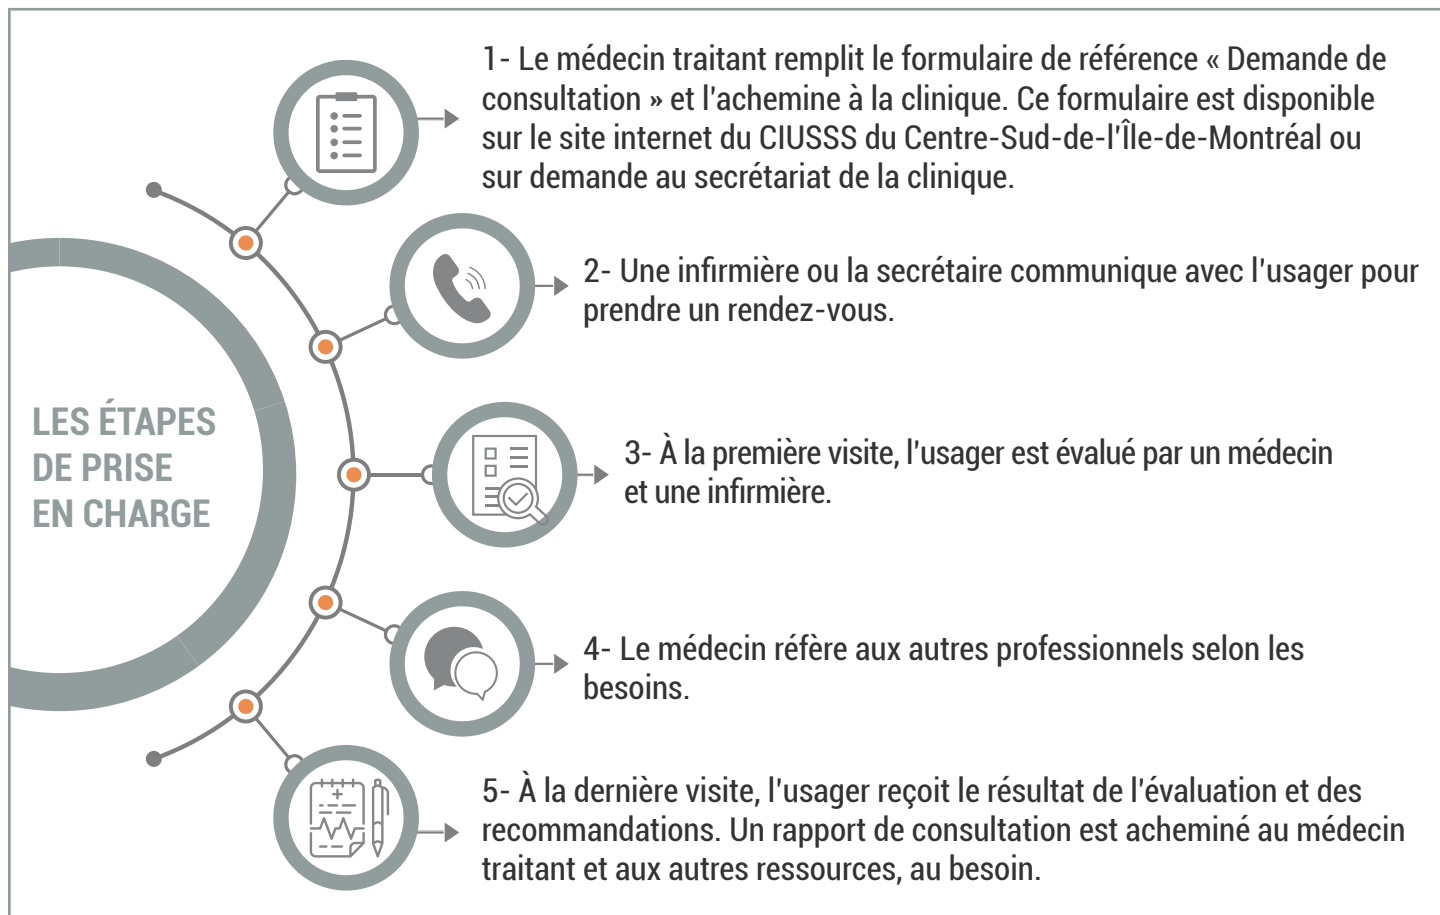 LES ÉTAPES
DE PRISE
EN CHARGE
1- Le médecin traitant remplit le formulaire de référence « Demande de
consultation » et l'achemine à la clinique. Ce formulaire est disponible
sur le site internet du CIUSSS du Centre-Sud-de-l'Île-de-Montréal ou
sur demande au secrétariat de la clinique.
2- Une infirmière ou la secrétaire communique avec l'usager pour
prendre un rendez-vous.
3- À la première visite, l'usager est évalué par un médecin
et une infirmière.
4- Le médecin réfère aux autres professionnels selon les
besoins.
5- À la dernière visite, l'usager reçoit le résultat de l'évaluation et des
recommandations. Un rapport de consultation est acheminé au médecin
traitant et aux autres ressources, au besoin.